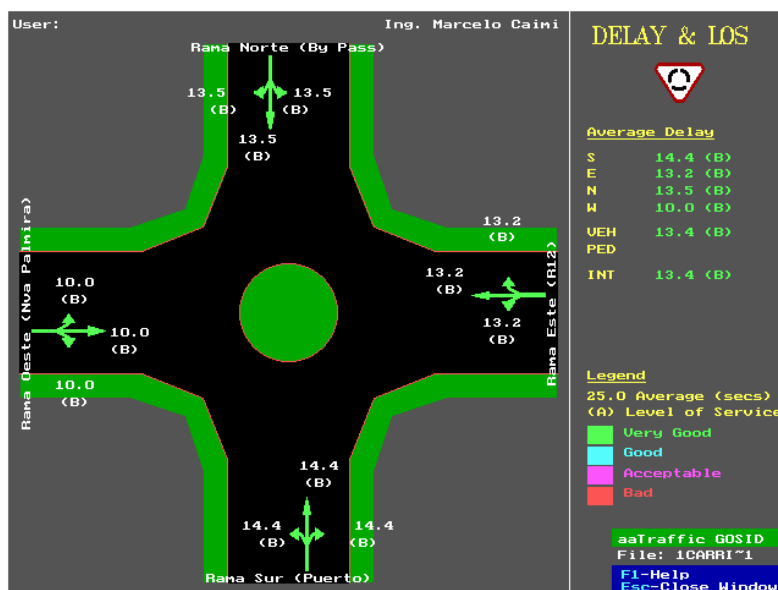 User:
Ing. Marcelo Caimi
Rama Norte (By Pass)
13.5
(B)
13.5
(B)
13.5
(B)
Rama Oeste (Nva Palmira)
10.0
(B)
10.0
(B)
10.0
(B)
13.2
(B)
13.2
(B)
13.2
(B)
Rama Este (R12)
14.4
(B)
14.4
(B)
14.4
(B)
Rama Sur (Puerto)
DELAY & LOS
Average Delay
S 14.4 (B)
E 13.2 (B)
N 13.5 (B)
W 10.0 (B)
VEH 13.4 (B)
PED
INT 13.4 (B)
Legend
25.0 Average (secs)
(A) Level of Service
Very Good
Good
Acceptable
Bad
aaTraffic GOSID
File: 1CARRI~1
F1-Help
Esc-Close Window